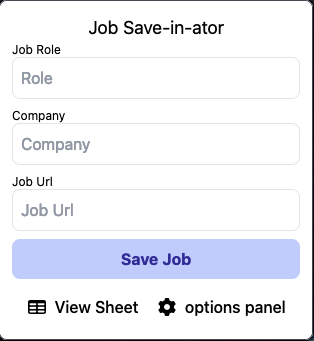 Job Save-in-ator
Job Role
Role
Company
Company
Job Url
Job Url
Save Job
View Sheet options panel